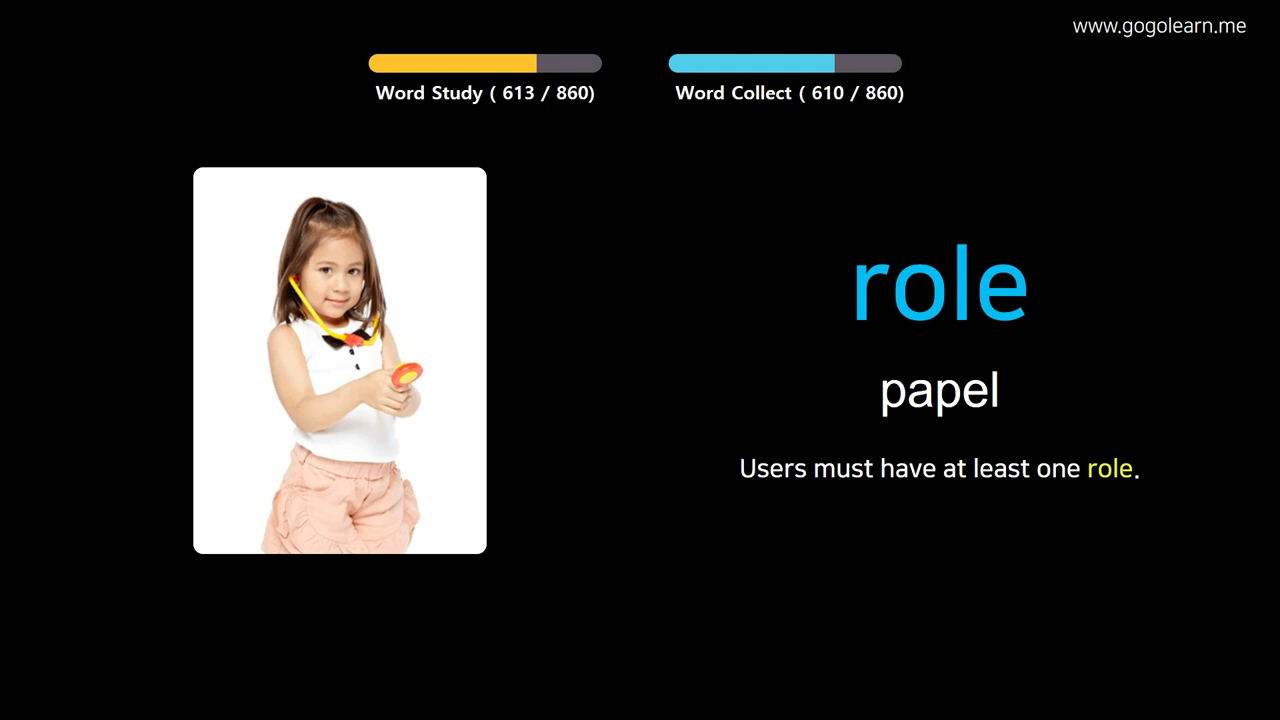 www.gogolearn.me
Word Study ( 613 / 860)
Word Collect ( 610 / 860)
role
papel
Users must have at least one role.